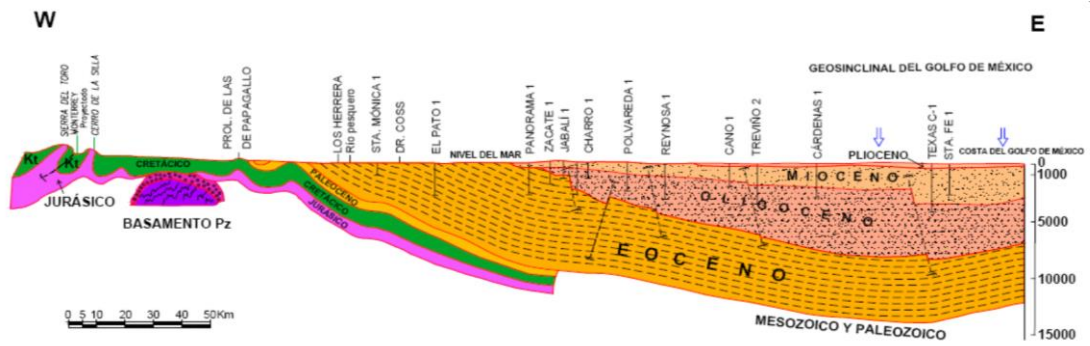 W
E
GEOSINCLINAL DEL GOLFO DE MÉXICO
SIERRA DEL TORO
MONTERREY
Proyectado
CERRO DE LA SILLA
PROL. DE LAS
DE PAPAGALLO
LOS HERRERA
Río pesquero
STA. MÓNICA 1
DR. COSS
EL PATO 1
PANORAMA 1
ZACATE 1
JABALÍ 1
CHARRO 1
POLVAREDA 1
REYNOSA 1
CANO 1
TREVIÑO 2
CÁRDENAS 1
TEXAS C-1
STA. FE 1
NIVEL DEL MAR
PLIOCENO
COSTA DEL GOLFO DE MÉXICO
Kt
Kt
CRETÁCICO
JURÁSICO
BASAMENTO Pz
PALEOCENO
CRETÁCICO
JURÁSICO
MIOCENO
OLIGOCENO
EOCENO
MESOZOICO Y PALEOZOICO
0
1000
5000
10000
15000
0 5 10 20 30 40 50Km